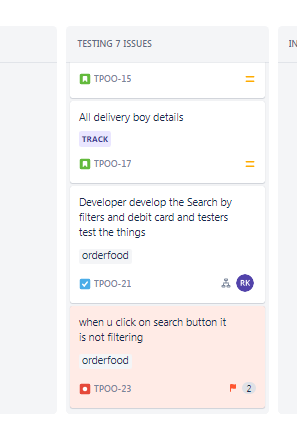 TESTING 7 ISSUES
IN
TPOO-15
All delivery boy details
TRACK
TPOO-17
Developer develop the Search by
filters and debit card and testers
test the things
orderfood
TPOO-21
RK
when u click on search button it
is not filtering
orderfood
TPOO-23
2